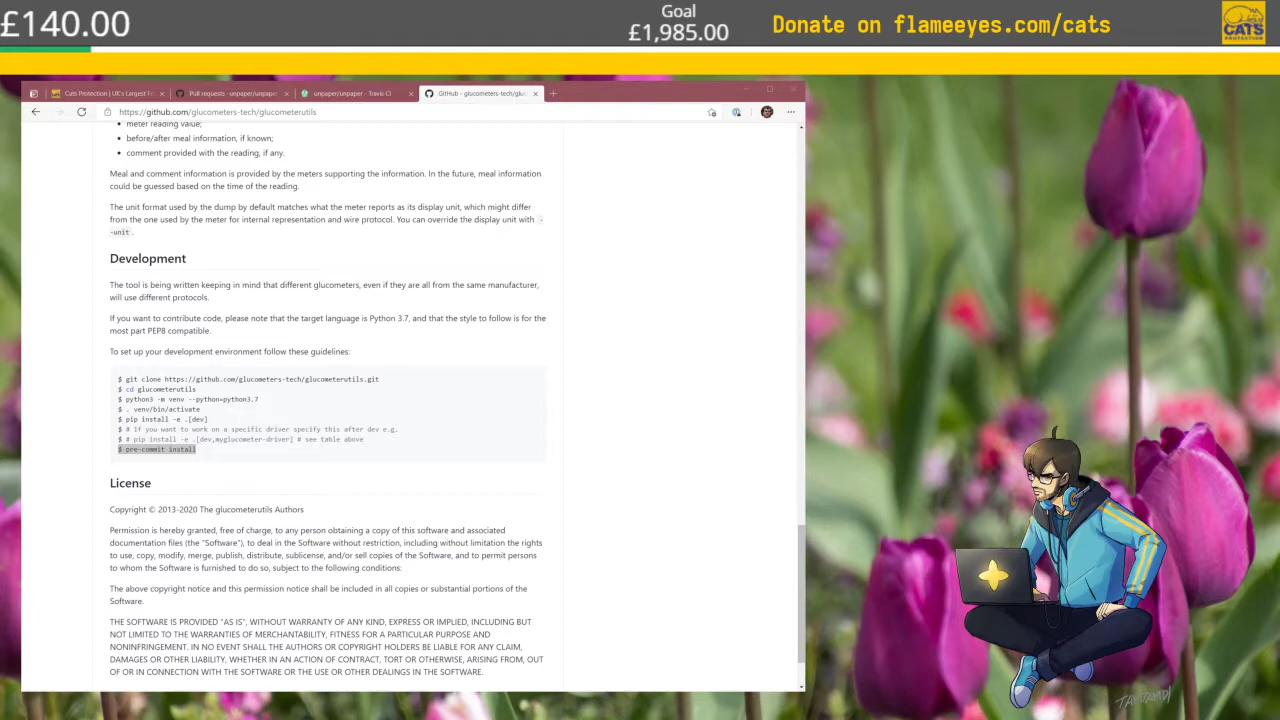 £140.00
Goal
£1,985.00
Donate on flameeyes.com/cats
CATS
PROTECTION
Cats Protection | UK's Largest Fe
Pull requests · unpaper/unpape
unpaper/unpaper - Travis CI
GitHub - glucometers-tech/gluc
https://github.com/glucometers-tech/glucometerutils
meter reading value;
before/after meal information, if known;
comment provided with the reading, if any.
Meal and comment information is provided by the meters supporting the information. In the future, meal information
could be guessed based on the time of the reading.
The unit format used by the dump by default matches what the meter reports as its display unit, which might differ
from the one used by the meter for internal representation and wire protocol. You can override the display unit with -
-unit .
Development
The tool is being written keeping in mind that different glucometers, even if they are all from the same manufacturer,
will use different protocols.
If you want to contribute code, please note that the target language is Python 3.7, and that the style to follow is for the
most part PEP8 compatible.
To set up your development environment follow these guidelines:
$ git clone https://github.com/glucometers-tech/glucometerutils.git
$ cd glucometerutils
$ python3 -m venv --python=python3.7
$ . venv/bin/activate
$ pip install -e .[dev]
$ # If you want to work on a specific driver specify this after dev e.g.
$ # pip install -e .[dev,myglucometer-driver] # see table above
$ pre-commit install
License
Copyright © 2013-2020 The glucometerutils Authors
Permission is hereby granted, free of charge, to any person obtaining a copy of this software and associated
documentation files (the "Software"), to deal in the Software without restriction, including without limitation the rights
to use, copy, modify, merge, publish, distribute, sublicense, and/or sell copies of the Software, and to permit persons
to whom the Software is furnished to do so, subject to the following conditions:
The above copyright notice and this permission notice shall be included in all copies or substantial portions of the
Software.
THE SOFTWARE IS PROVIDED "AS IS", WITHOUT WARRANTY OF ANY KIND, EXPRESS OR IMPLIED, INCLUDING BUT
NOT LIMITED TO THE WARRANTIES OF MERCHANTABILITY, FITNESS FOR A PARTICULAR PURPOSE AND
NONINFRINGEMENT. IN NO EVENT SHALL THE AUTHORS OR COPYRIGHT HOLDERS BE LIABLE FOR ANY CLAIM,
DAMAGES OR OTHER LIABILITY, WHETHER IN AN ACTION OF CONTRACT, TORT OR OTHERWISE, ARISING FROM, OUT
OF OR IN CONNECTION WITH THE SOFTWARE OR THE USE OR OTHER DEALINGS IN THE SOFTWARE.